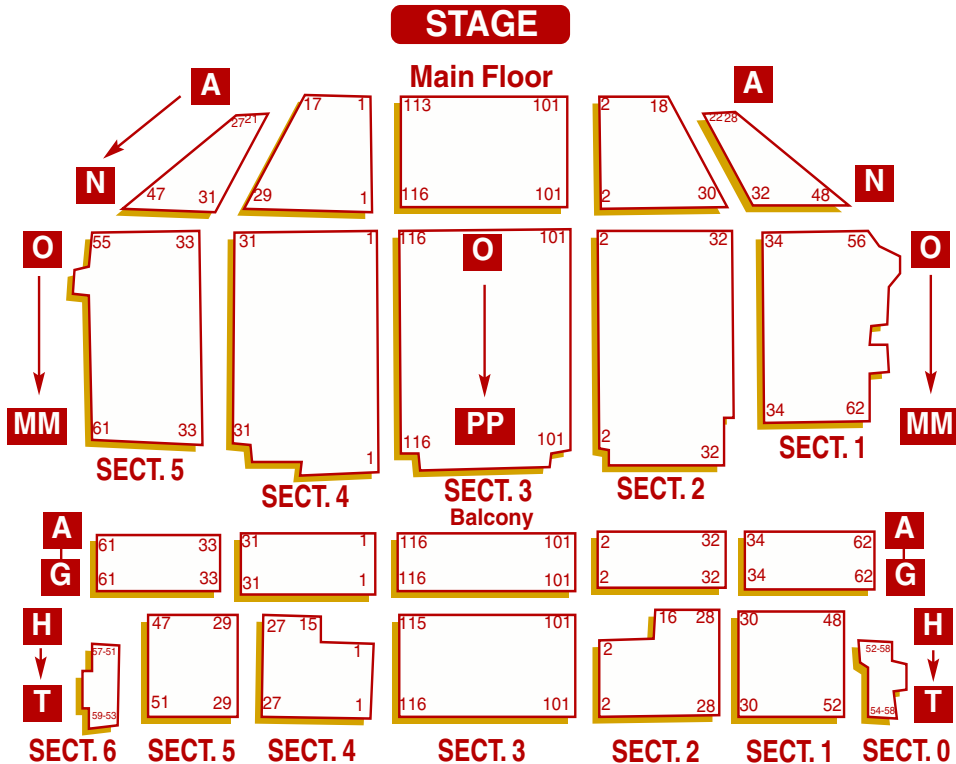 STAGE
Main Floor
A 27 21 17 1 113 101 2 18 22 28 A
N 47 31 29 1 116 101 2 30 32 48 N
O 55 33 31 1 116 O 101 2 32 34 56 O
MM 61 33 31 1 116 PP 101 2 32 34 62 MM
SECT. 5 SECT. 4 SECT. 3 SECT. 2 SECT. 1
Balcony
A 61 33 31 1 116 101 2 32 34 62 A
G 61 33 31 1 116 101 2 32 34 62 G
H 47 29 27 15 1 115 101 2 16 28 30 48 52-58 H
57-51
T 59-53 51 29 27 1 116 101 2 28 30 52 54-58 T
SECT. 6 SECT. 5 SECT. 4 SECT. 3 SECT. 2 SECT. 1 SECT. 0